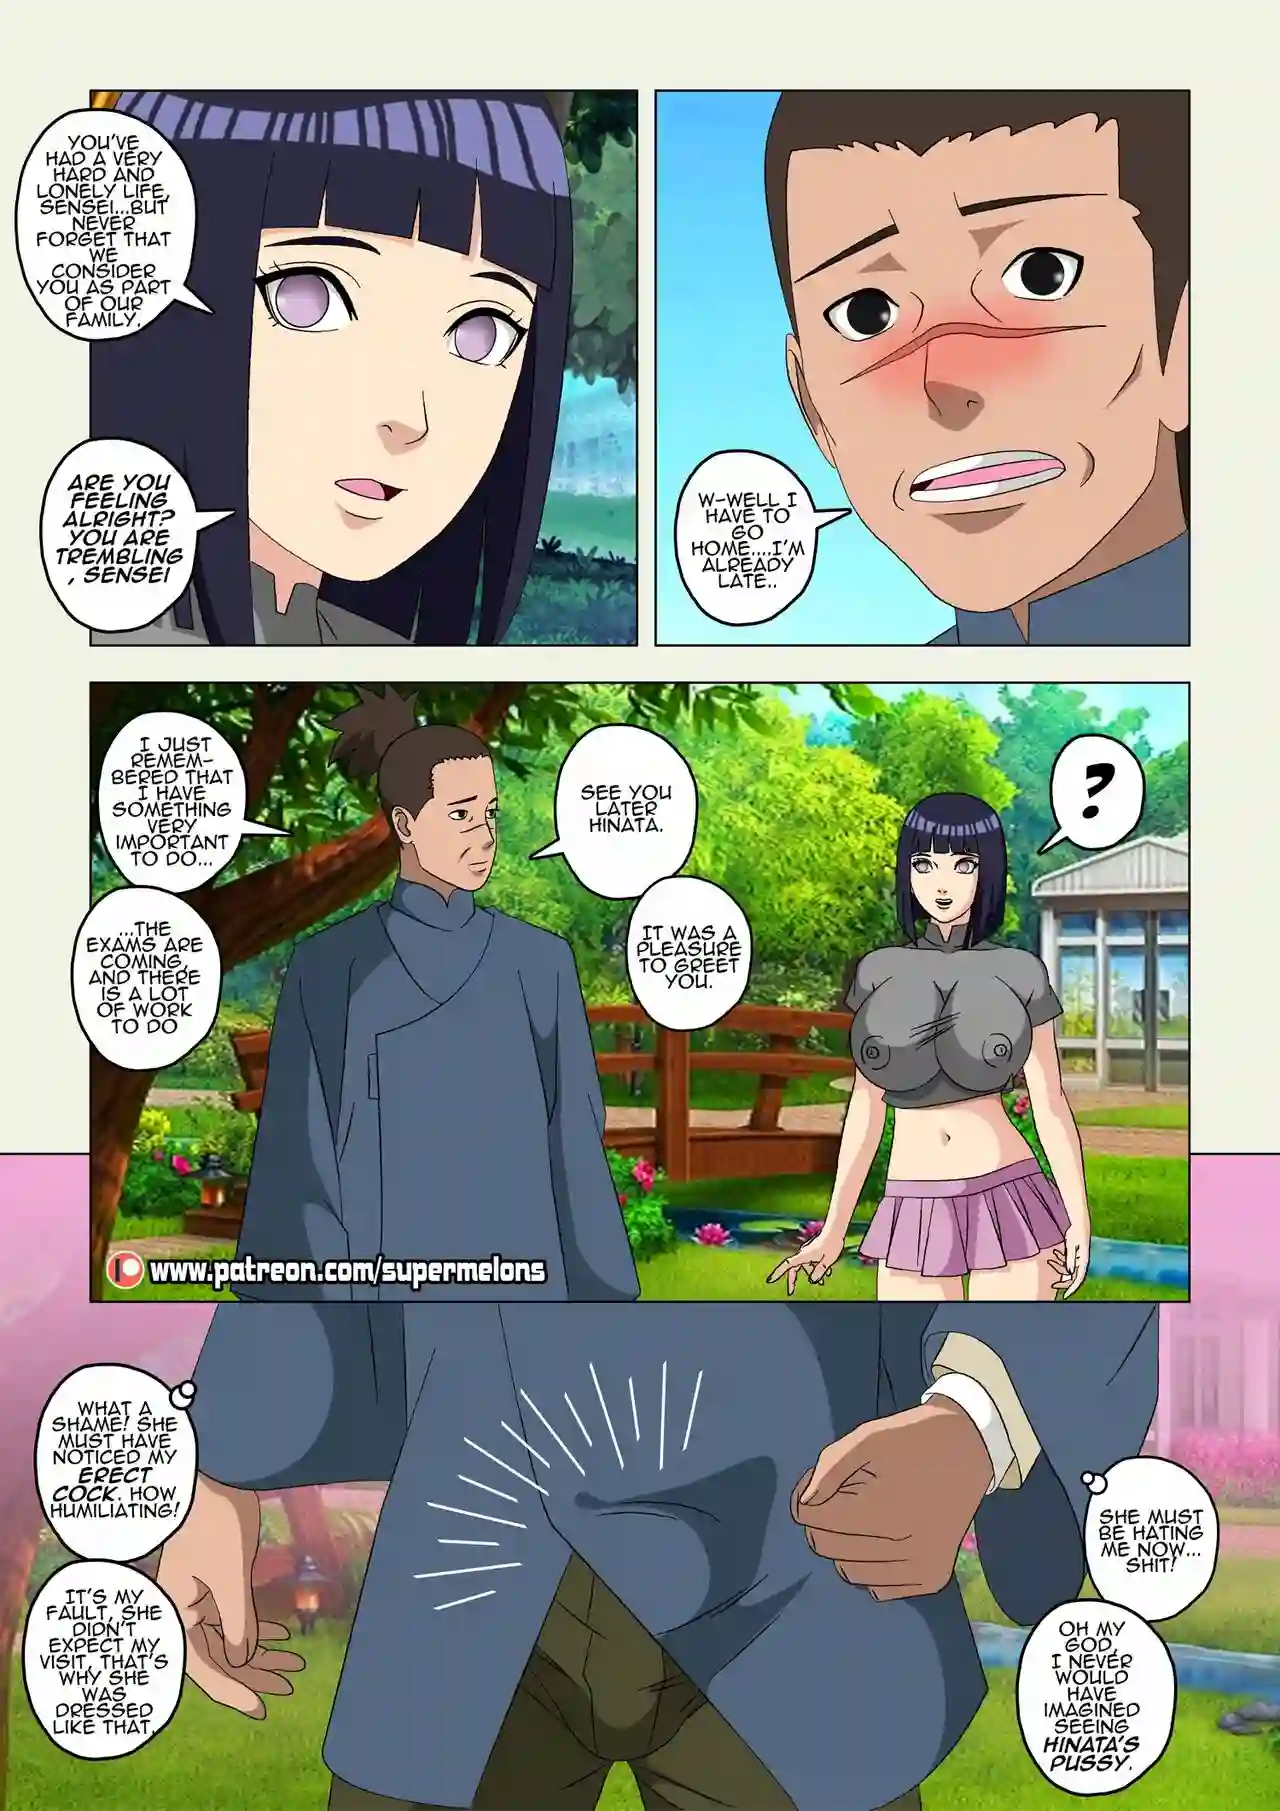 YOU'VE
HAD A VERY
HARD AND
LONELY LIFE,
SENSEI...BUT
NEVER
FORGET THAT
WE
CONSIDER
YOU AS PART
OF OUR
FAMILY.
ARE YOU
FEELING
ALRIGHT?
YOU ARE
TREMBLING
, SENSEI
W-WELL I
HAVE TO
GO
HOME....I'M
ALREADY
LATE..
I JUST
REMEM-
BERED THAT
I HAVE
SOMETHING
VERY
IMPORTANT
TO DO...
...THE
EXAMS ARE
COMING
AND THERE
IS A LOT
OF WORK
TO DO
SEE YOU
LATER
HINATA.
IT WAS A
PLEASURE
TO GREET
YOU.
?
www.patreon.com/supermelons
WHAT A
SHAME! SHE
MUST HAVE
NOTICED MY
ERECT
COCK. HOW
HUMILIATING!
IT'S MY
FAULT, SHE
DIDN'T
EXPECT MY
VISIT, THAT'S
WHY SHE
WAS
DRESSED
LIKE THAT.
SHE MUST
BE HATING
ME NOW...
SHIT!
OH MY
GOD,
I NEVER
WOULD
HAVE
IMAGINED
SEEING
HINATA'S
PUSSY.